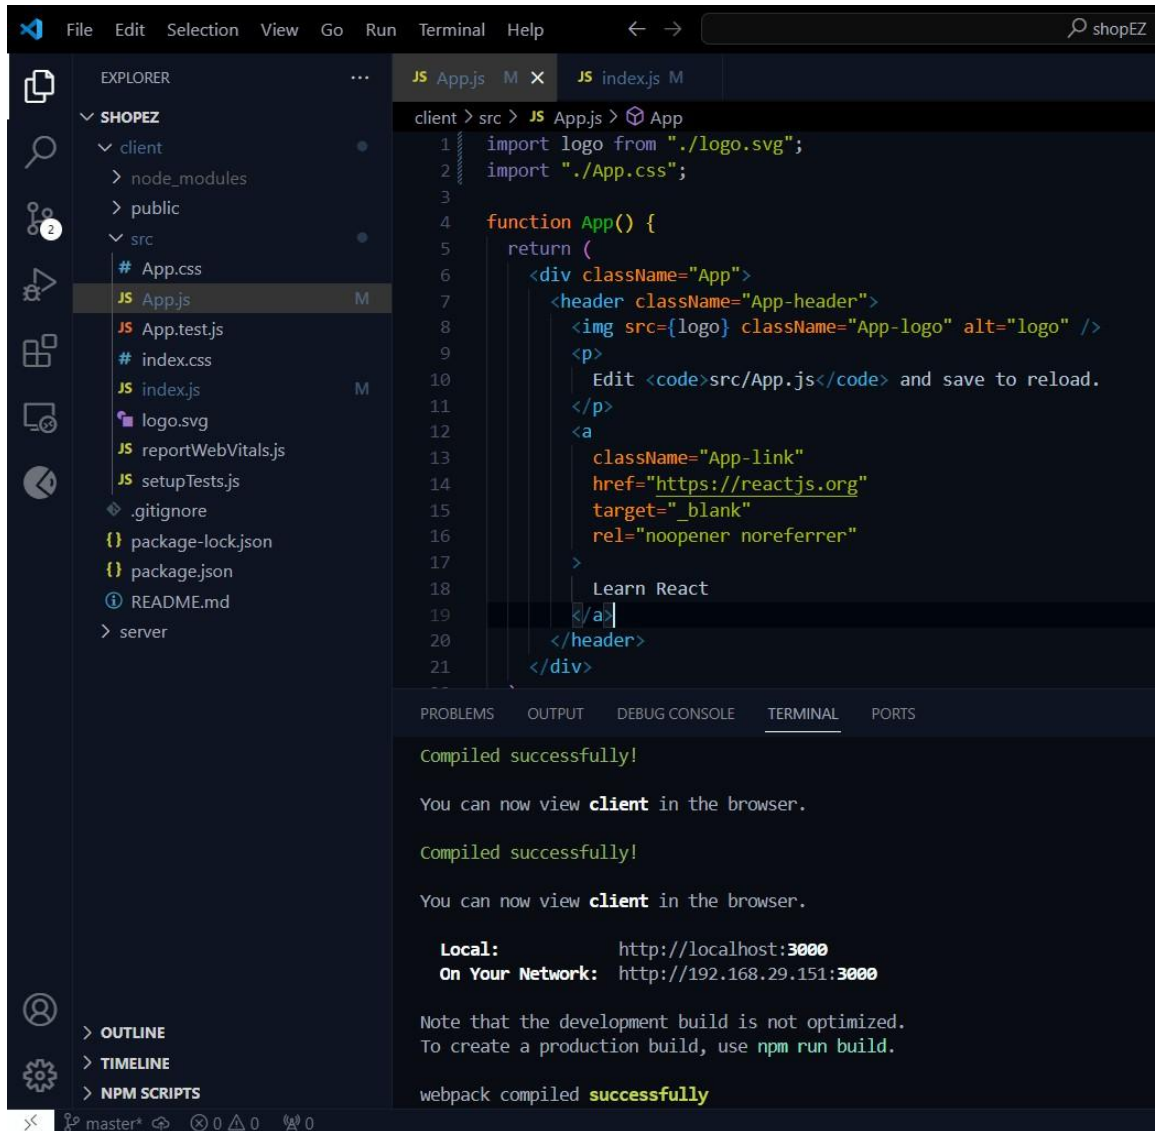 File Edit Selection View Go Run Terminal Help
shopEZ
EXPLORER
SHOPEZ
client
node_modules
public
src
# App.css
JS App.js M
JS App.test.js
# index.css
JS index.js M
logo.svg
JS reportWebVitals.js
JS setupTests.js
.gitignore
{} package-lock.json
{} package.json
README.md
server
OUTLINE
TIMELINE
NPM SCRIPTS
2
JS App.js M
JS index.js M
client > src > JS App.js > App
1 import logo from "./logo.svg";
2 import "./App.css";
3
4 function App() {
5 return (
6 <div className="App">
7 <header className="App-header">
8 <img src={logo} className="App-logo" alt="logo" />
9 <p>
10 Edit <code>src/App.js</code> and save to reload.
11 </p>
12 <a
13 className="App-link"
14 href="https://reactjs.org"
15 target="_blank"
16 rel="noopener noreferrer"
17 >
18 Learn React
19 </a>
20 </header>
21 </div>
PROBLEMS OUTPUT DEBUG CONSOLE TERMINAL PORTS
Compiled successfully!
You can now view client in the browser.
Compiled successfully!
You can now view client in the browser.
Local: http://localhost:3000
On Your Network: http://192.168.29.151:3000
Note that the development build is not optimized.
To create a production build, use npm run build.
webpack compiled successfully
master* 0 0 0